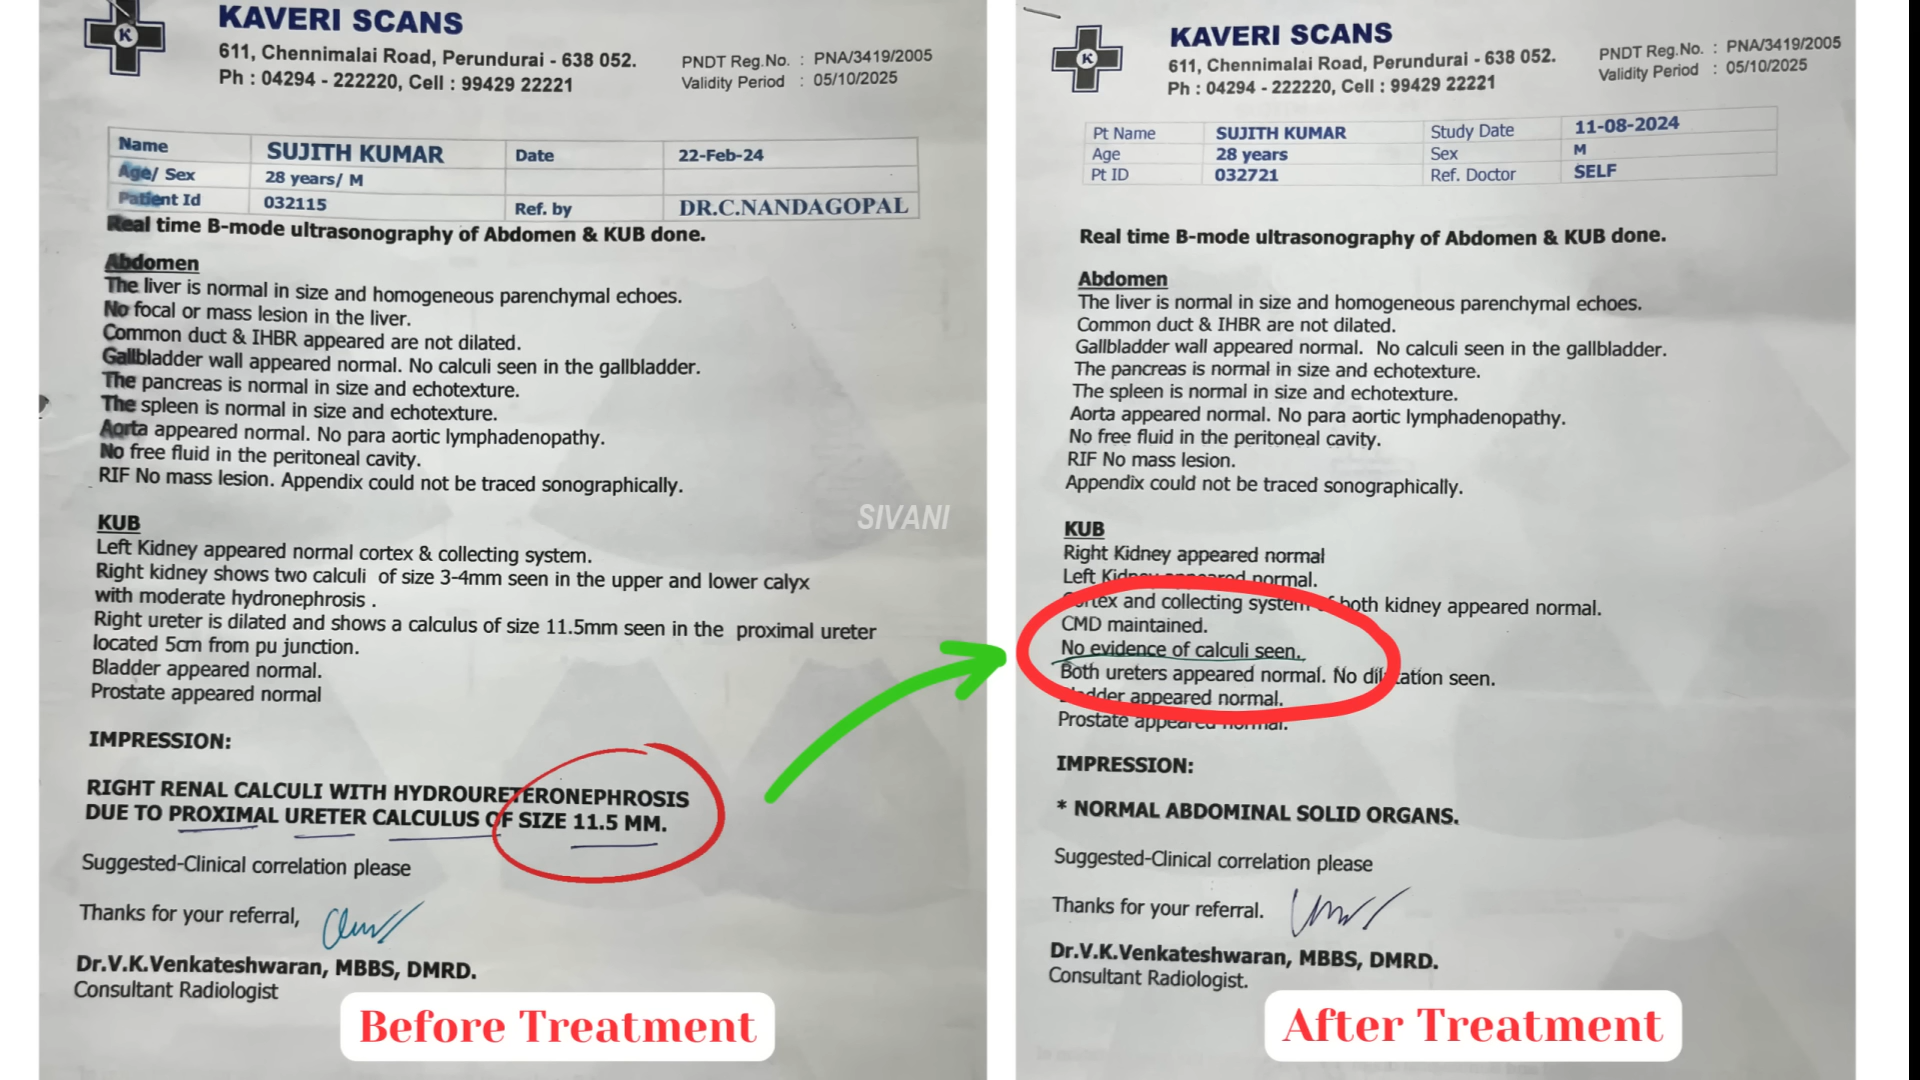 K
KAVERI SCANS
611, Chennimalai Road, Perundurai - 638 052.
Ph : 04294 - 222220, Cell : 99429 22221
PNDT Reg.No. : PNA/3419/2005
Validity Period : 05/10/2025
Name SUJITH KUMAR Date 22-Feb-24
Age/ Sex 28 years/ M
Patient Id 032115 Ref. by DR.C.NANDAGOPAL
Real time B-mode ultrasonography of Abdomen & KUB done.
Abdomen
The liver is normal in size and homogeneous parenchymal echoes.
No focal or mass lesion in the liver.
Common duct & IHBR appeared are not dilated.
Gallbladder wall appeared normal. No calculi seen in the gallbladder.
The pancreas is normal in size and echotexture.
The spleen is normal in size and echotexture.
Aorta appeared normal. No para aortic lymphadenopathy.
No free fluid in the peritoneal cavity.
RIF No mass lesion. Appendix could not be traced sonographically.
KUB
Left Kidney appeared normal cortex & collecting system.
Right kidney shows two calculi of size 3-4mm seen in the upper and lower calyx
with moderate hydronephrosis .
Right ureter is dilated and shows a calculus of size 11.5mm seen in the proximal ureter
located 5cm from pu junction.
Bladder appeared normal.
Prostate appeared normal
IMPRESSION:
RIGHT RENAL CALCULI WITH HYDROURETERONEPHROSIS
DUE TO PROXIMAL URETER CALCULUS OF SIZE 11.5 MM.
Suggested-Clinical correlation please
Thanks for your referral,
Dr.V.K.Venkateshwaran, MBBS, DMRD.
Consultant Radiologist
Before Treatment
SIVANI
K
KAVERI SCANS
611, Chennimalai Road, Perundurai - 638 052.
Ph : 04294 - 222220, Cell : 99429 22221
PNDT Reg.No. : PNA/3419/2005
Validity Period : 05/10/2025
Pt Name SUJITH KUMAR Study Date 11-08-2024
Age 28 years Sex M
Pt ID 032721 Ref. Doctor SELF
Real time B-mode ultrasonography of Abdomen & KUB done.
Abdomen
The liver is normal in size and homogeneous parenchymal echoes.
Common duct & IHBR are not dilated.
Gallbladder wall appeared normal. No calculi seen in the gallbladder.
The pancreas is normal in size and echotexture.
The spleen is normal in size and echotexture.
Aorta appeared normal. No para aortic lymphadenopathy.
No free fluid in the peritoneal cavity.
RIF No mass lesion.
Appendix could not be traced sonographically.
KUB
Right Kidney appeared normal
Left Kidney appeared normal.
Cortex and collecting system of both kidney appeared normal.
CMD maintained.
No evidence of calculi seen.
Both ureters appeared normal. No dilatation seen.
Bladder appeared normal.
Prostate appeared normal.
IMPRESSION:
* NORMAL ABDOMINAL SOLID ORGANS.
Suggested-Clinical correlation please
Thanks for your referral.
Dr.V.K.Venkateshwaran, MBBS, DMRD.
Consultant Radiologist.
After Treatment